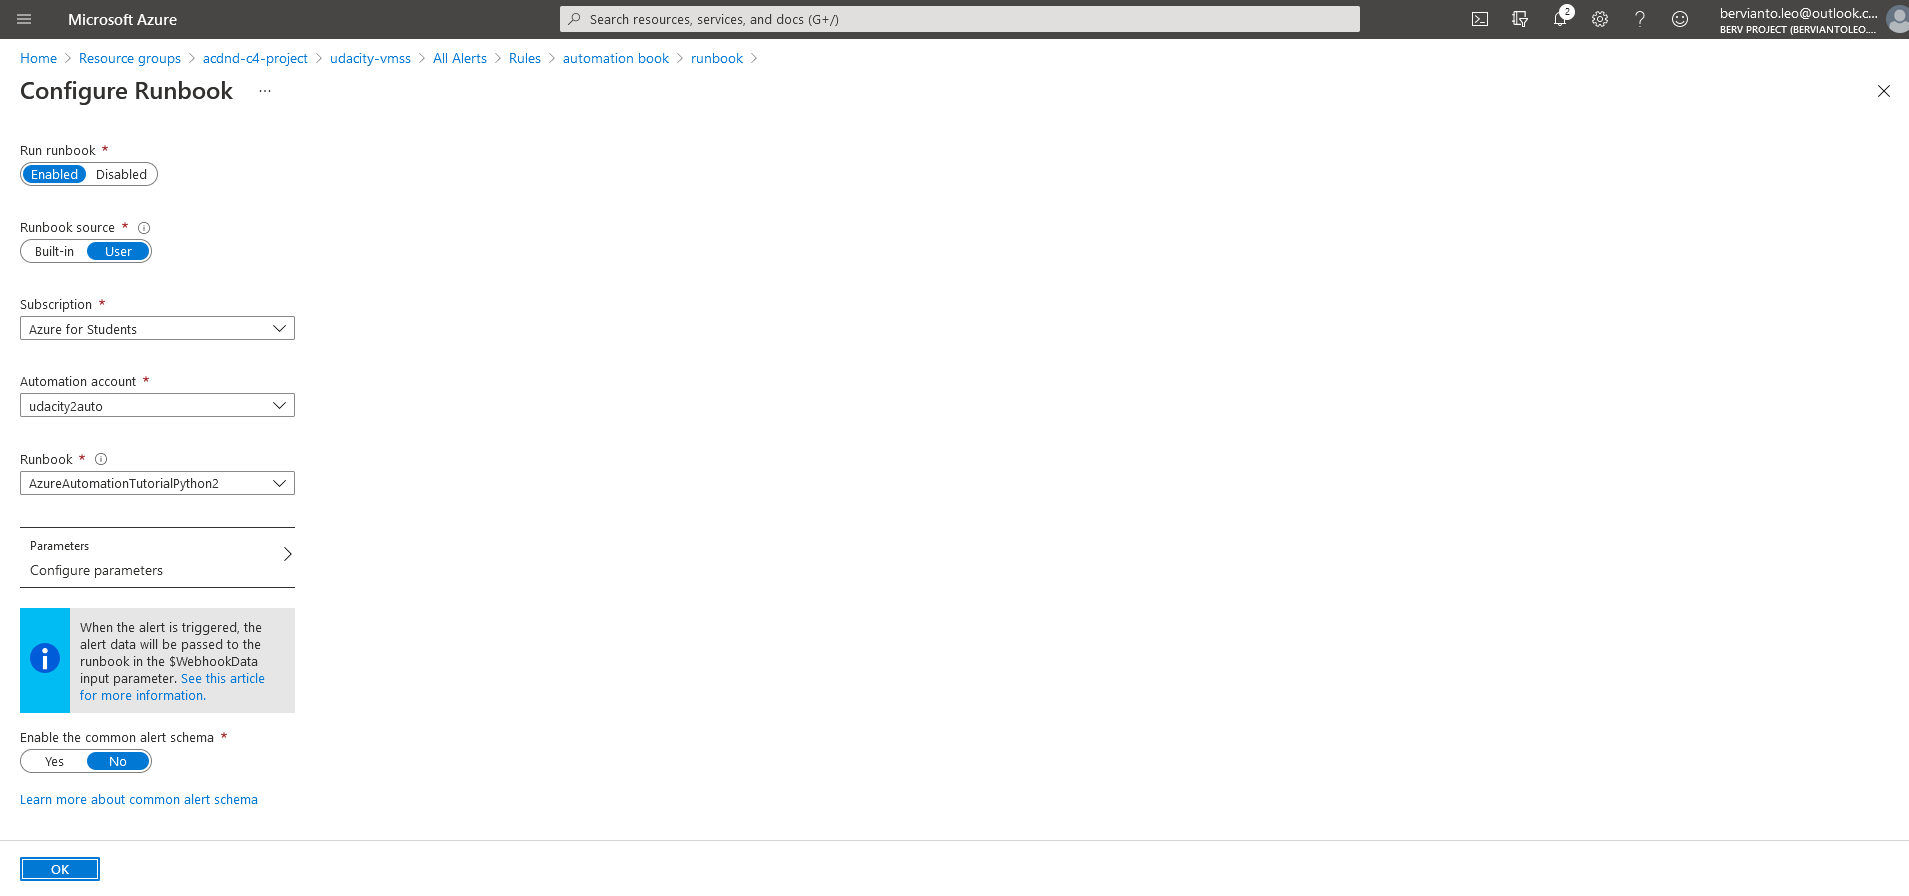 Microsoft Azure
Search resources, services, and docs (G+/)
2
bervianto.leo@outlook.c...
BERV PROJECT (BERVIANTOLEO....
Home > Resource groups > acdnd-c4-project > udacity-vmss > All Alerts > Rules > automation book > runbook >
Configure Runbook ...
Run runbook *
Enabled Disabled
Runbook source *
Built-in User
Subscription *
Azure for Students
Automation account *
udacity2auto
Runbook *
AzureAutomationTutorialPython2
Parameters
Configure parameters
When the alert is triggered, the
alert data will be passed to the
runbook in the $WebhookData
input parameter. See this article
for more information.
Enable the common alert schema *
Yes No
Learn more about common alert schema
OK